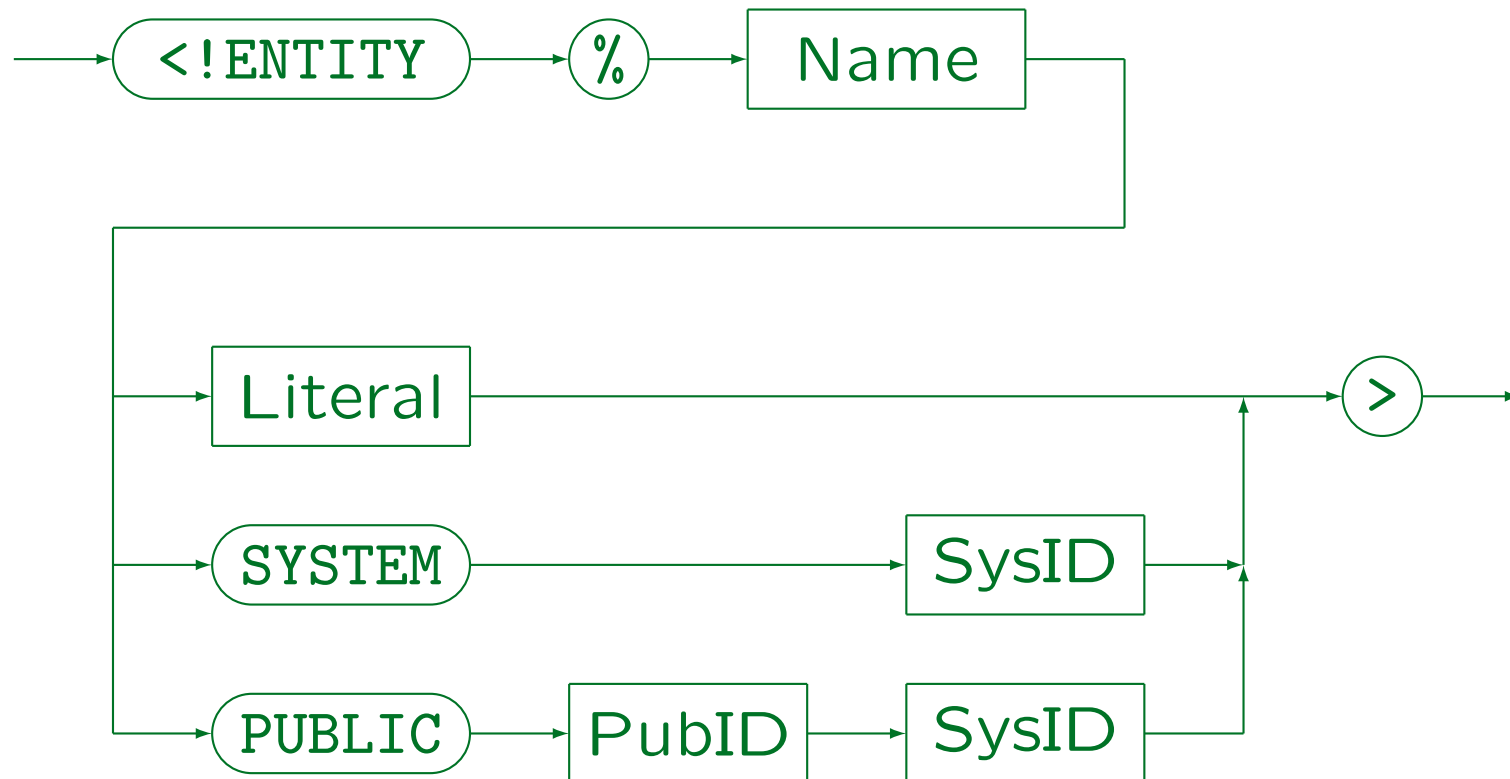 <!ENTITY % Name
Literal >
SYSTEM SysID
PUBLIC PubID SysID